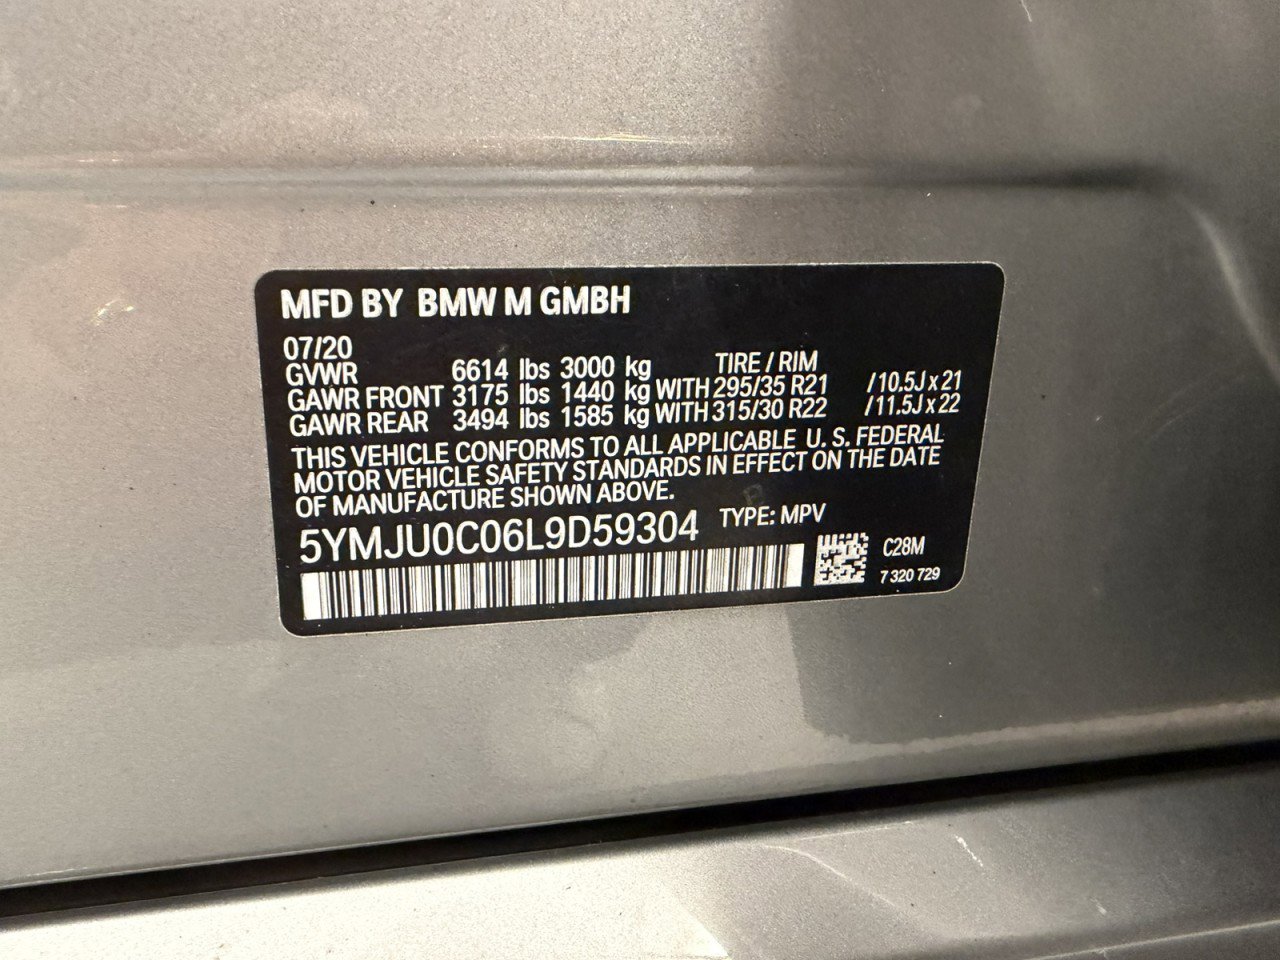 MFD BY BMW M GMBH
07/20
GVWR 6614 lbs 3000 kg TIRE / RIM
GAWR FRONT 3175 lbs 1440 kg WITH 295/35 R21 /10.5J x 21
GAWR REAR 3494 lbs 1585 kg WITH 315/30 R22 /11.5J x 22
THIS VEHICLE CONFORMS TO ALL APPLICABLE U. S. FEDERAL
MOTOR VEHICLE SAFETY STANDARDS IN EFFECT ON THE DATE
OF MANUFACTURE SHOWN ABOVE.
5YMJU0C06L9D59304 TYPE: MPV
C28M
7 320 729